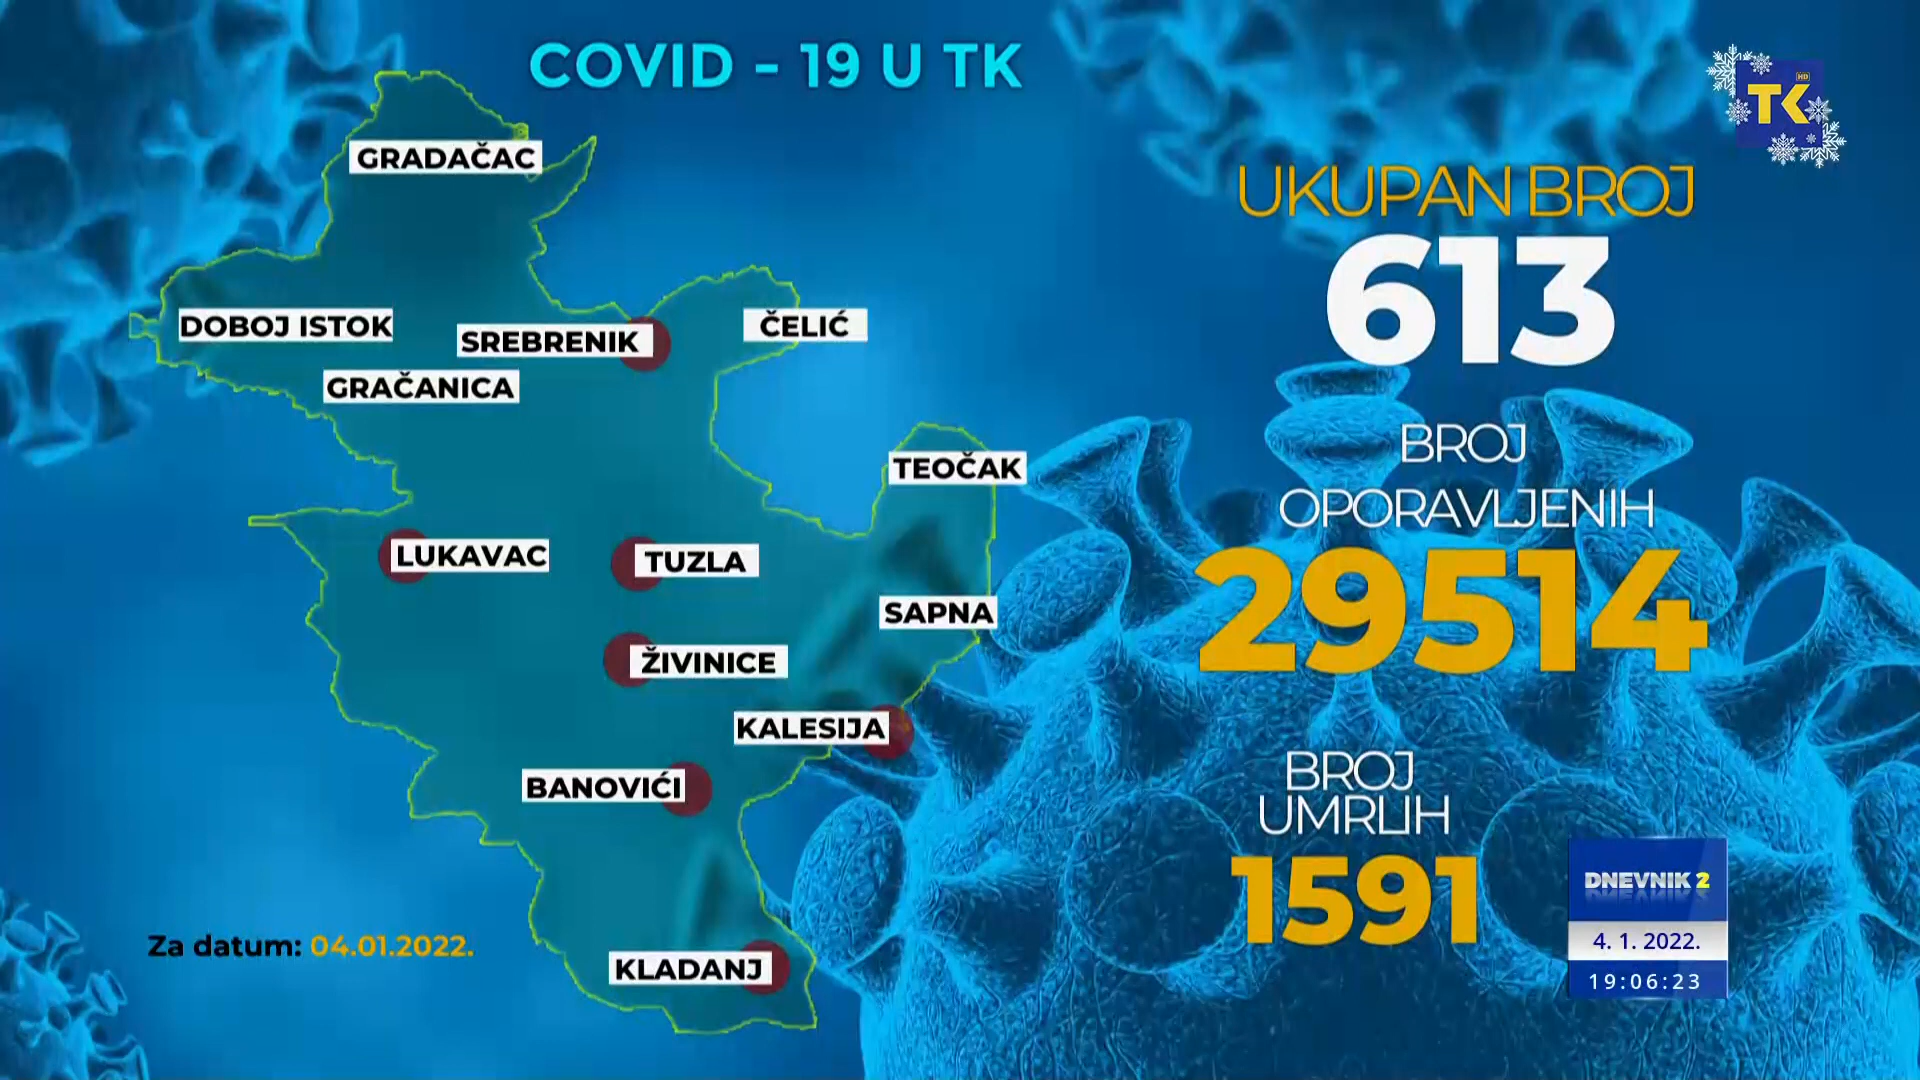 COVID - 19 U TK
HD
TK
GRADAČAC
UKUPAN BROJ
613
DOBOJ ISTOK
SREBRENIK
ČELIĆ
GRAČANICA
BROJ
OPORAVLJENIH
29514
TEOČAK
LUKAVAC
TUZLA
SAPNA
ŽIVINICE
KALESIJA
BANOVIĆI
BROJ
UMRLIH
1591
KLADANJ
Za datum: 04.01.2022.
DNEVNIK 2
4. 1. 2022.
19:06:23